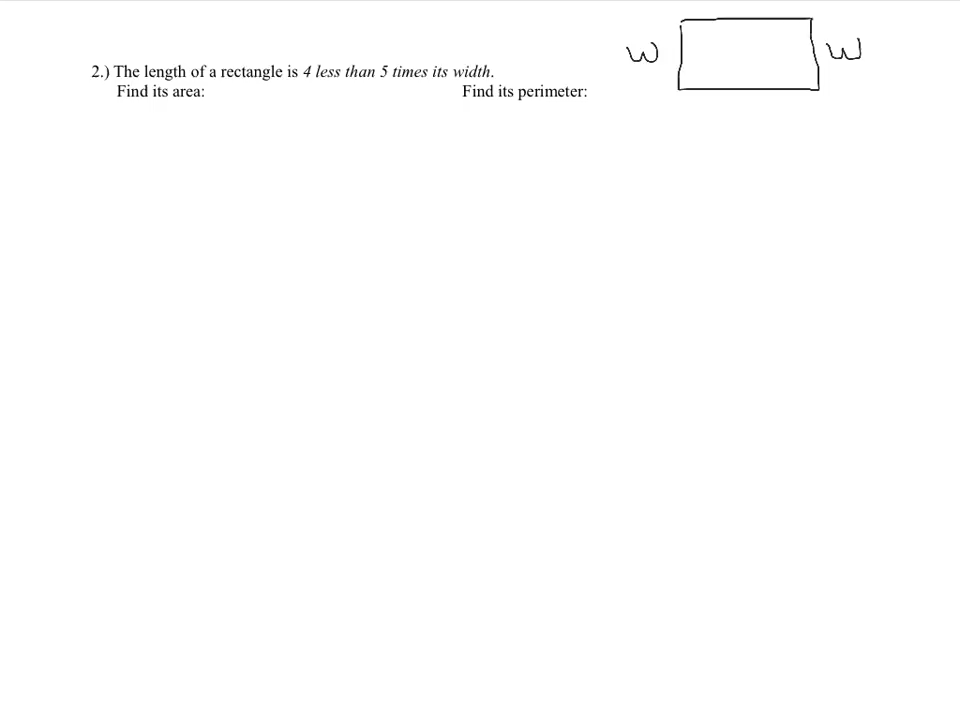 w w
2.) The length of a rectangle is 4 less than 5 times its width.
Find its area: Find its perimeter: